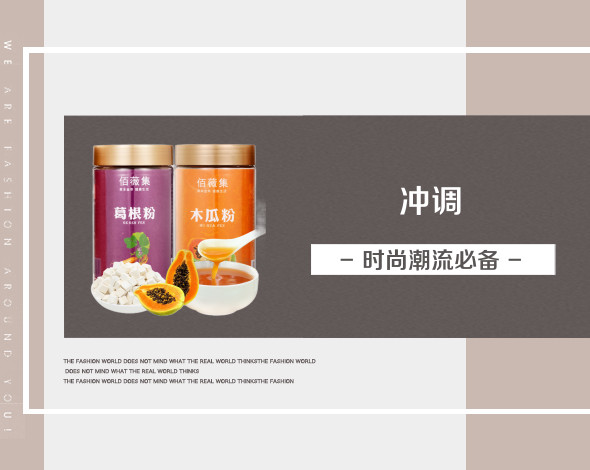 WE ARE FASHION AROUND YOU!
佰薇集
葛根粉
佰薇集
木瓜粉
冲调
– 时尚潮流必备 –
THE FASHION WORLD DOES NOT MIND WHAT THE REAL WORLD THINKSTHE FASHION WORLD
DOES NOT MIND WHAT THE REAL WORLD THINKS
THE FASHION WORLD DOES NOT MIND WHAT THE REAL WORLD THINKSTHE FASHION